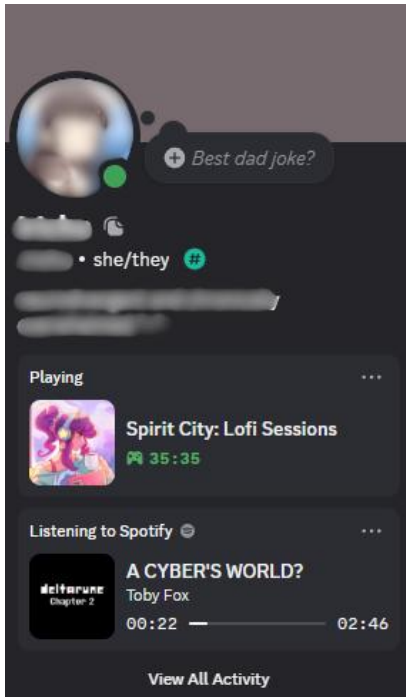 Best dad joke?
• she/they
Playing
Spirit City: Lofi Sessions
35:35
Listening to Spotify
deltarune
Chapter 2
A CYBER'S WORLD?
Toby Fox
00:22
02:46
View All Activity